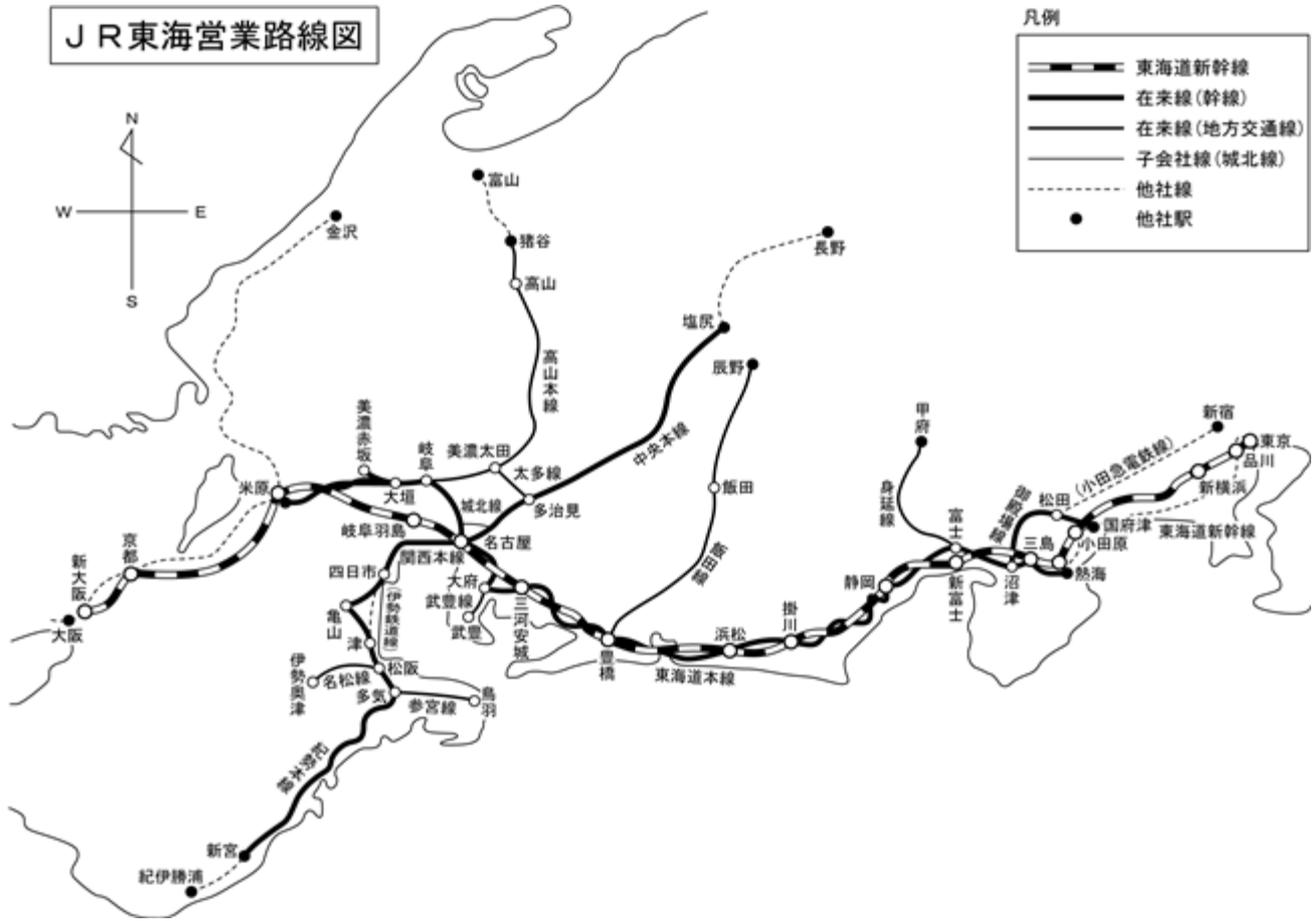 JR東海営業路線図
凡例
東海道新幹線
在来線(幹線)
在来線(地方交通線)
子会社線(城北線)
他社線
他社駅
N
W
E
S
富山
金沢
猪谷
高山
長野
塩尻
辰野
高山本線
中央本線
甲府
新宿
東京
品川
(小田急電鉄線)
美濃赤坂
岐阜
美濃太田
太多線
米原
大垣
城北線
多治見
飯田
身延線
御殿場線
松田
新横浜
国府津
東海道新幹線
岐阜羽島
名古屋
京都
新大阪
関西本線
飯田線
富士
三島
小田原
四日市
大府
静岡
新富士
沼津
熱海
大阪
(伊勢鉄道線)
武豊線
亀山
武豊
三河安城
掛川
浜松
津
豊橋
東海道本線
伊勢奥津
名松線
松阪
多気
参宮線
鳥羽
紀勢本線
新宮
紀伊勝浦